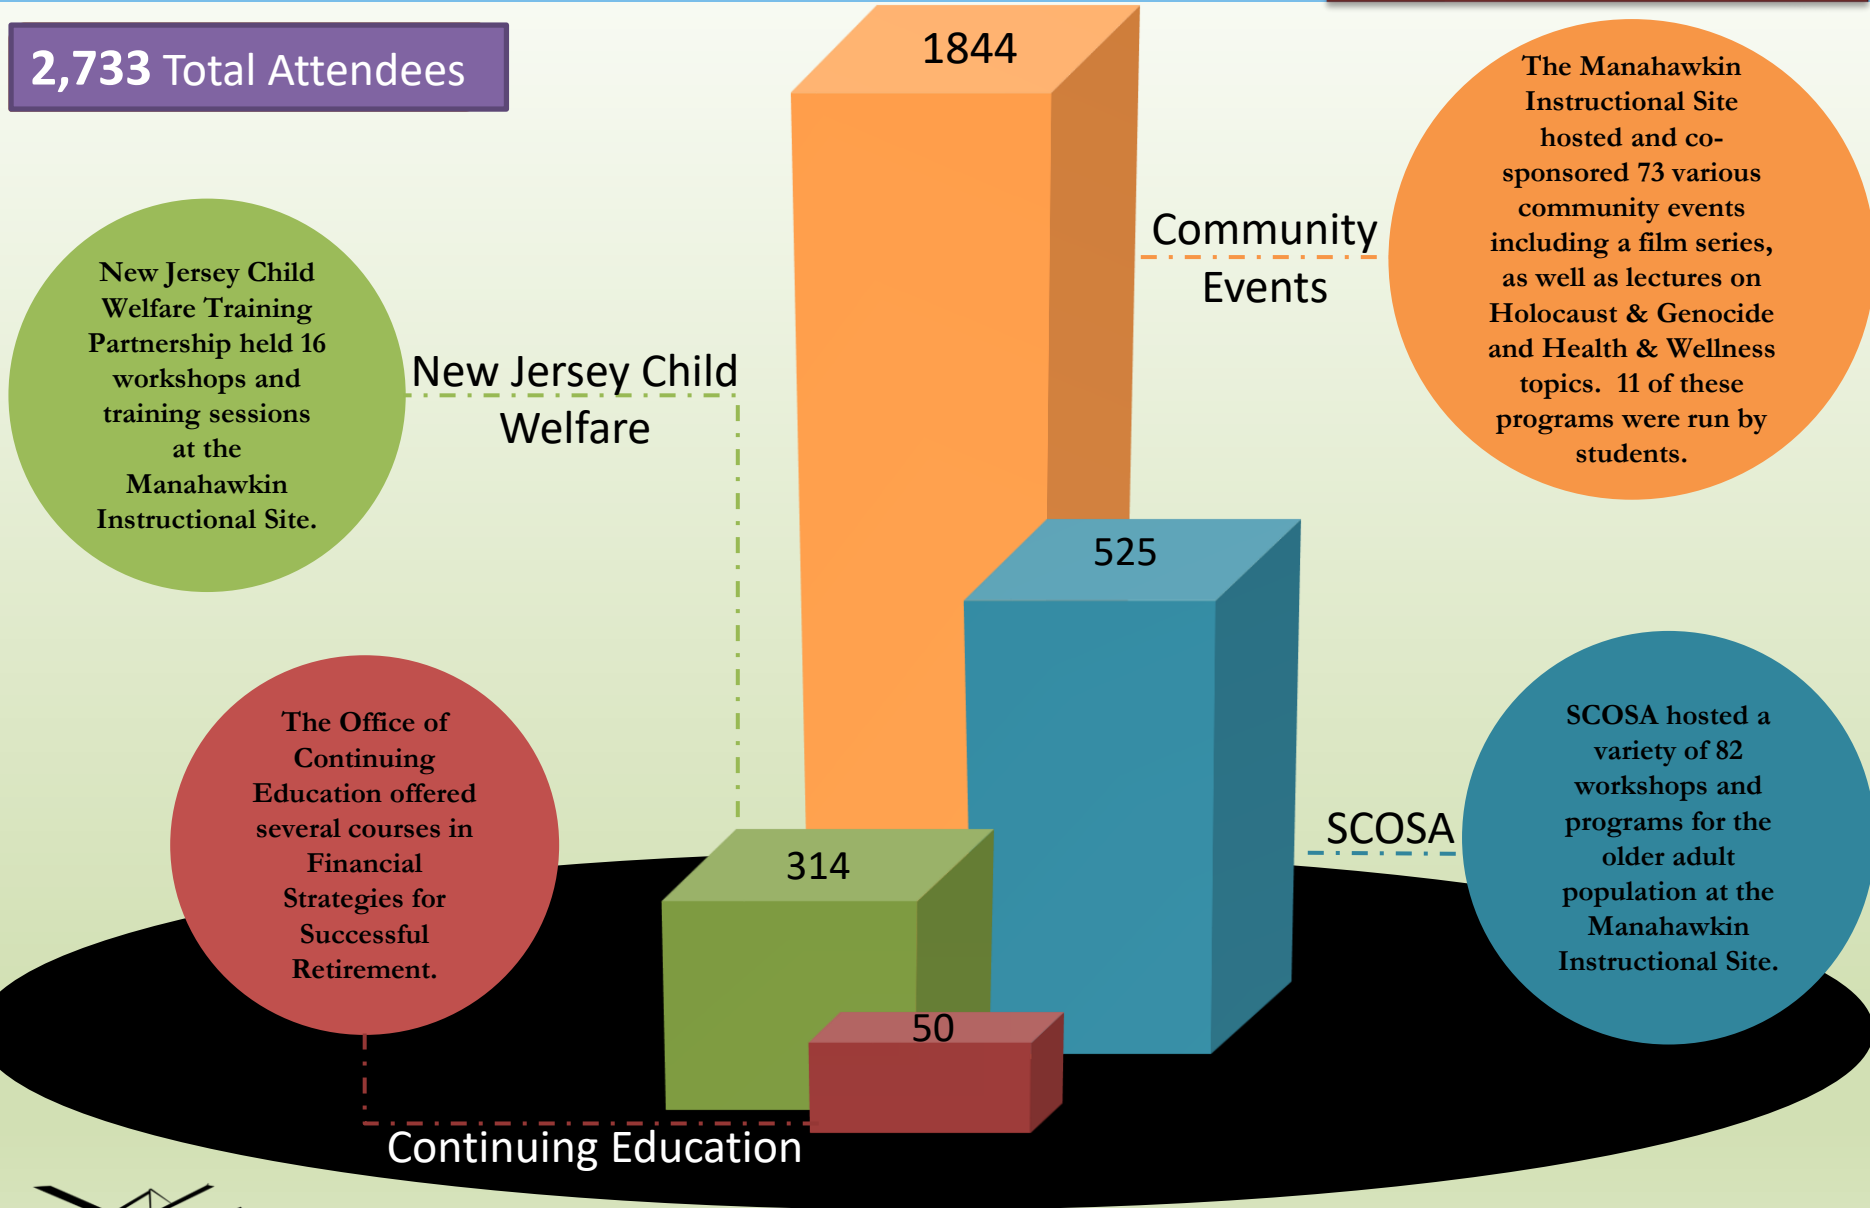 2,733 Total Attendees
1844
The Manahawkin
Instructional Site
hosted and co-
sponsored 73 various
community events
including a film series,
as well as lectures on
Holocaust & Genocide
and Health & Wellness
topics.  11 of these
programs were run by
students.
Community
Events
New Jersey Child
Welfare Training
Partnership held 16
workshops and
training sessions
at the
Manahawkin
Instructional Site.
New Jersey Child
Welfare
525
The Office of
Continuing
Education offered
several courses in
Financial
Strategies for
Successful
Retirement.
SCOSA hosted a
variety of 82
workshops and
programs for the
older adult
population at the
Manahawkin
Instructional Site.
SCOSA
314
50
Continuing Education